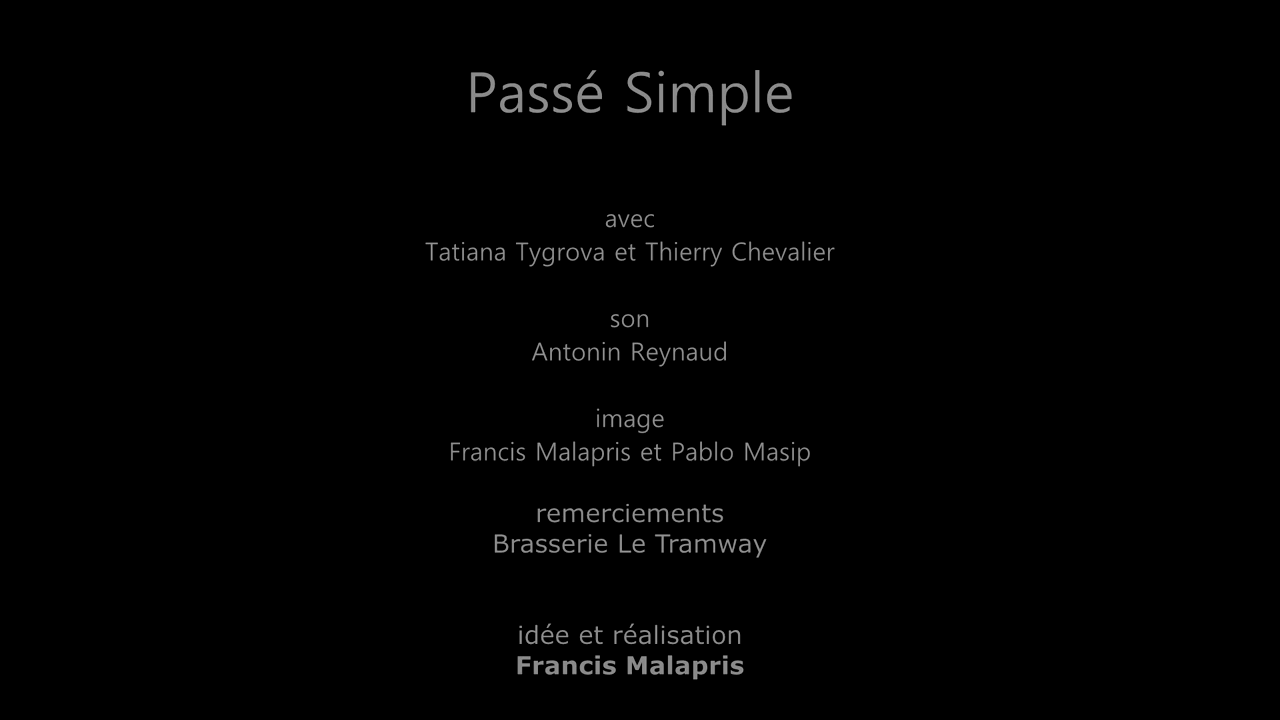 Passé Simple
avec
Tatiana Tygrova et Thierry Chevalier
son
Antonin Reynaud
image
Francis Malapris et Pablo Masip
remerciements
Brasserie Le Tramway
idée et réalisation
Francis Malapris